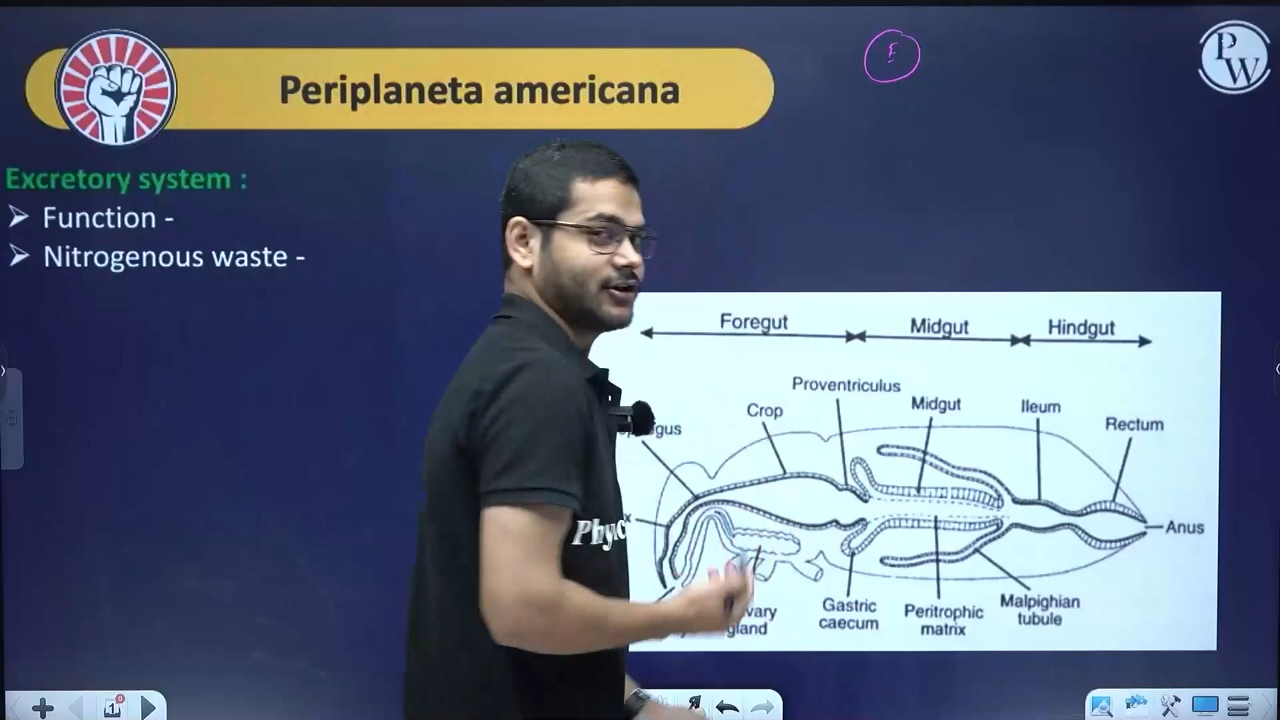 E
P
W
Periplaneta americana
Excretory system :
➢ Function -
➢ Nitrogenous waste -
Foregut
Midgut
Hindgut
Proventriculus
Crop
Midgut
Ileum
Rectum
Anus
Gastric
caecum
Peritrophic
matrix
Malpighian
tubule
gland
1